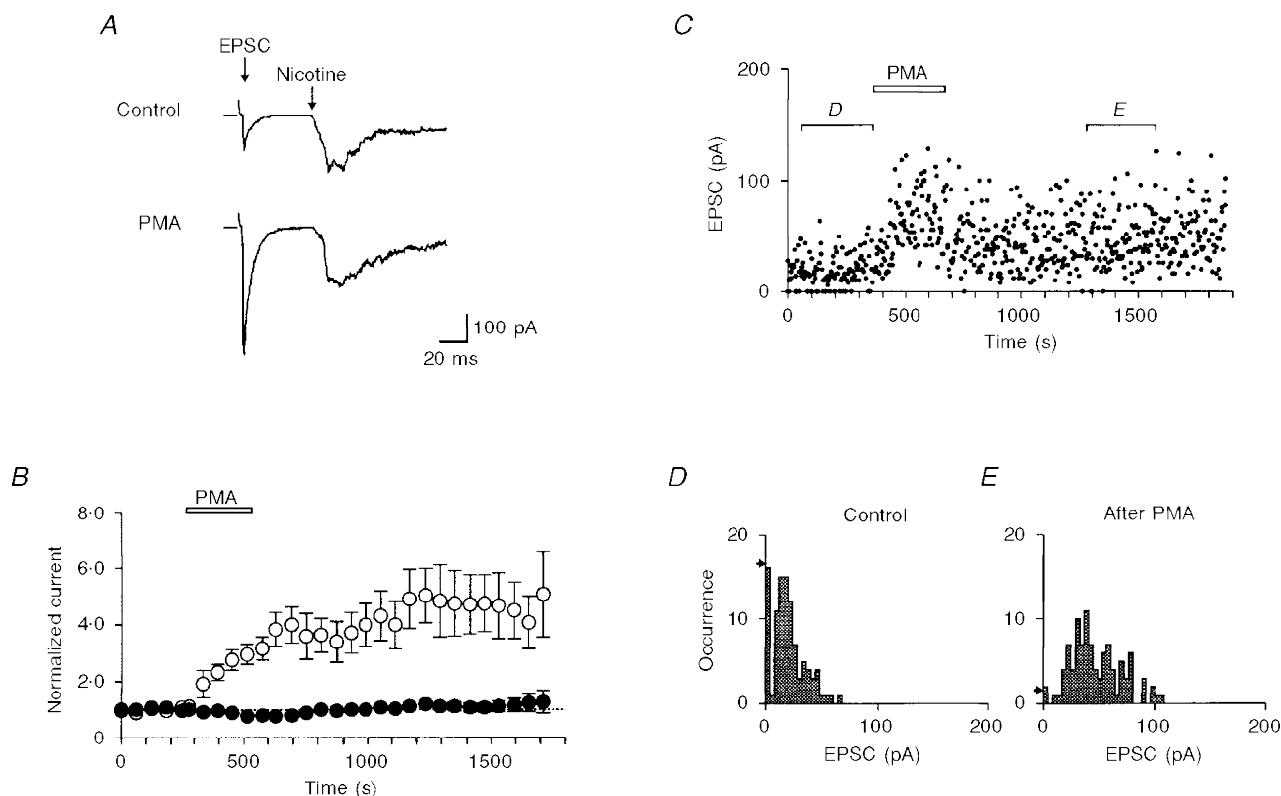 A
EPSC
Nicotine
Control
PMA
100 pA
20 ms
B
PMA
8·0
6·0
4·0
2·0
0
Normalized current
0 500 1000 1500
Time (s)
C
200
100
0
EPSC (pA)
PMA
D
E
0 500 1000 1500
Time (s)
D
Control
20
10
0
Occurrence
0 100 200
EPSC (pA)
E
After PMA
20
10
0
0 100 200
EPSC (pA)